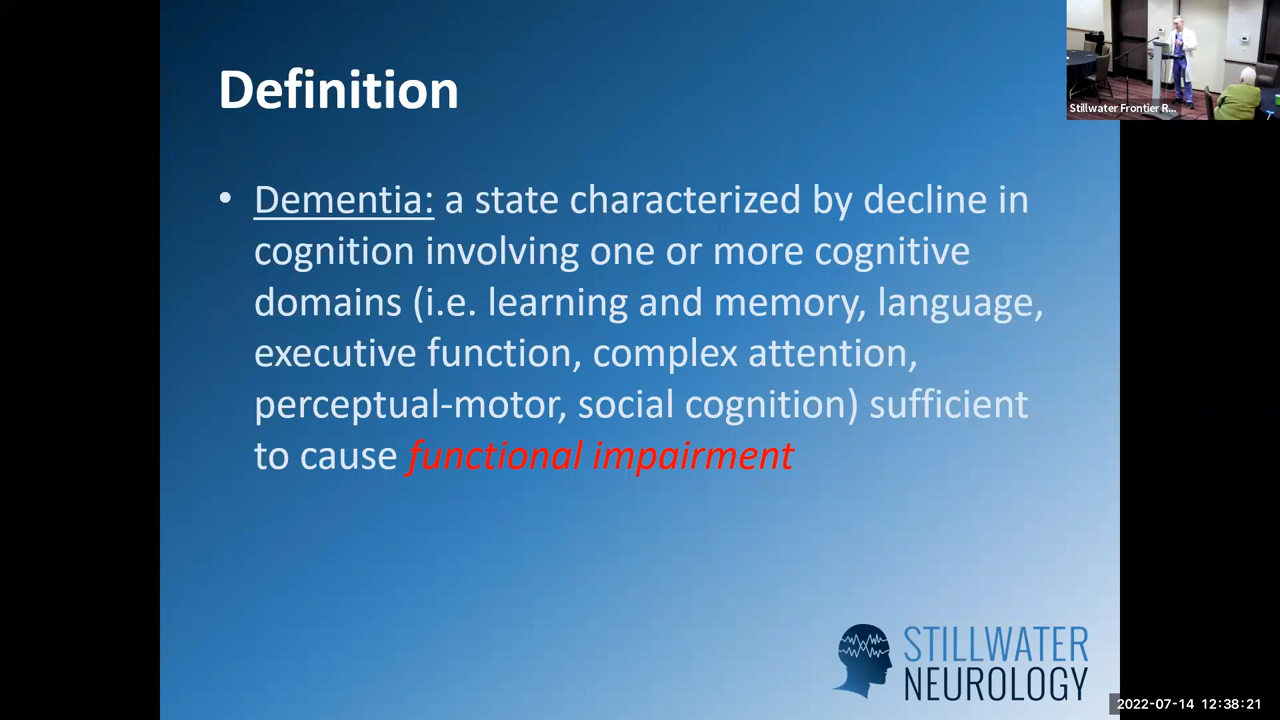 Definition
Stillwater Frontier R...
• Dementia: a state characterized by decline in
cognition involving one or more cognitive
domains (i.e. learning and memory, language,
executive function, complex attention,
perceptual-motor, social cognition) sufficient
to cause functional impairment
STILLWATER
NEUROLOGY
2022-07-14 12:38:21